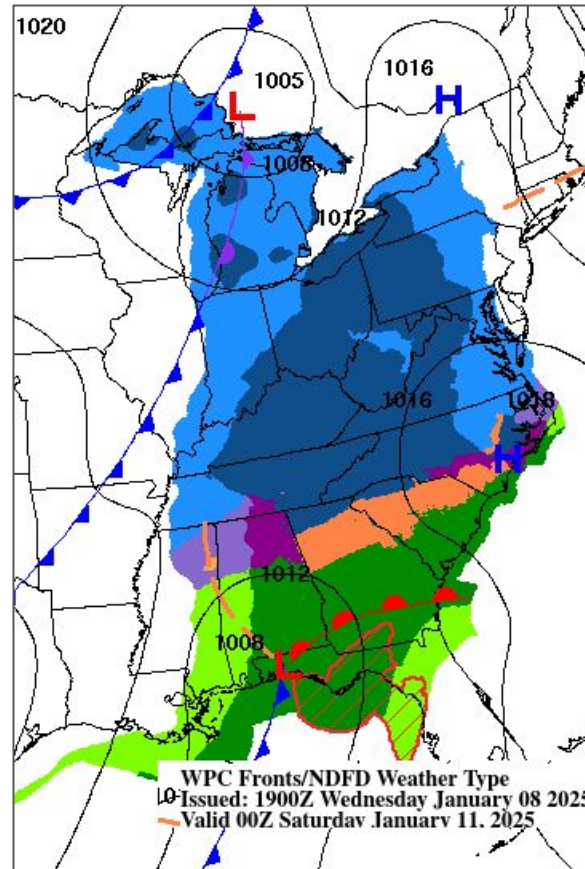 1020
1005
1016
H
L
1008
1012
1016
1018
H
1012
1008
L
WPC Fronts/NDFD Weather Type
Issued: 1900Z Wednesday January 08 2025
Valid 00Z Saturday January 11, 2025